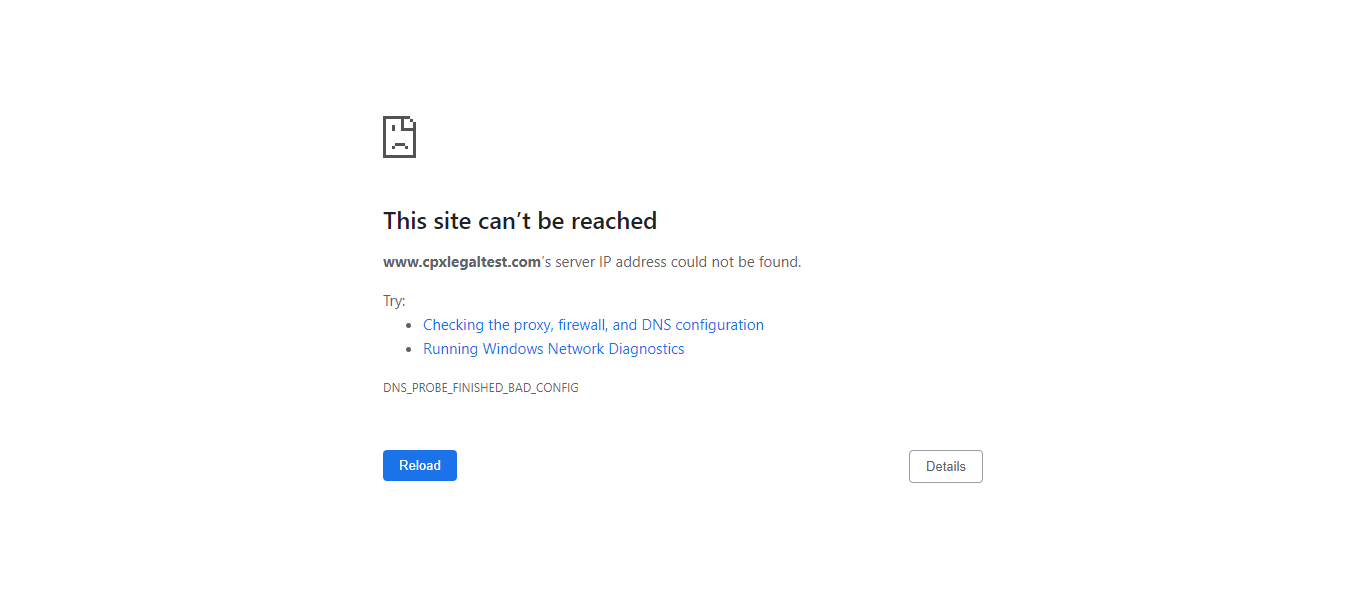 This site can’t be reached
www.cpxlegaltest.com’s server IP address could not be found.
Try:
Checking the proxy, firewall, and DNS configuration
Running Windows Network Diagnostics
DNS_PROBE_FINISHED_BAD_CONFIG
Reload
Details